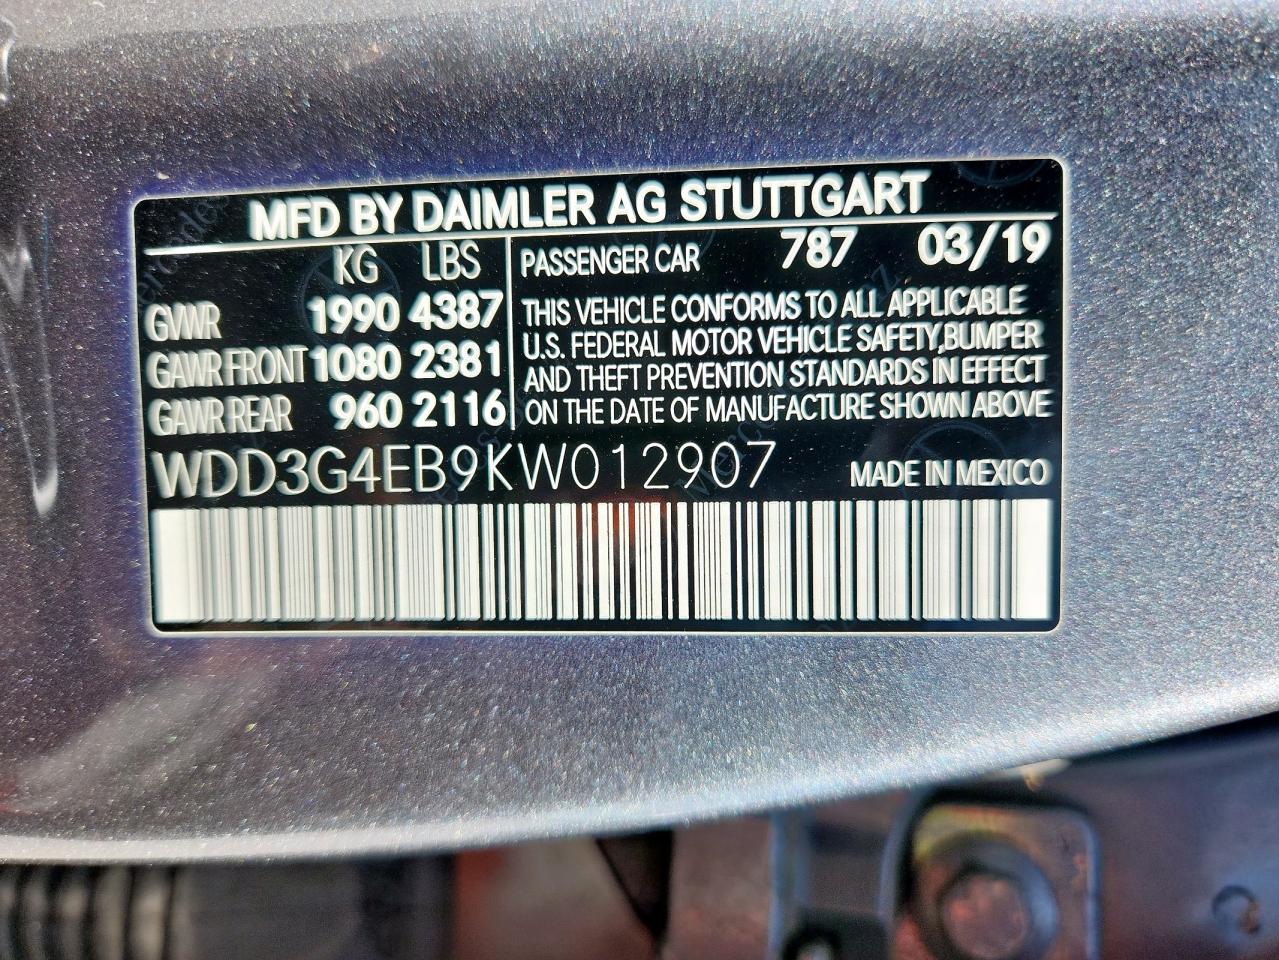 MFD BY DAIMLER AG STUTTGART
KG LBS
GVWR 1990 4387
GAWR FRONT 1080 2381
GAWR REAR 960 2116
PASSENGER CAR 787 03/19
THIS VEHICLE CONFORMS TO ALL APPLICABLE
U.S. FEDERAL MOTOR VEHICLE SAFETY,BUMPER
AND THEFT PREVENTION STANDARDS IN EFFECT
ON THE DATE OF MANUFACTURE SHOWN ABOVE
WDD3G4EB9KW012907 MADE IN MEXICO